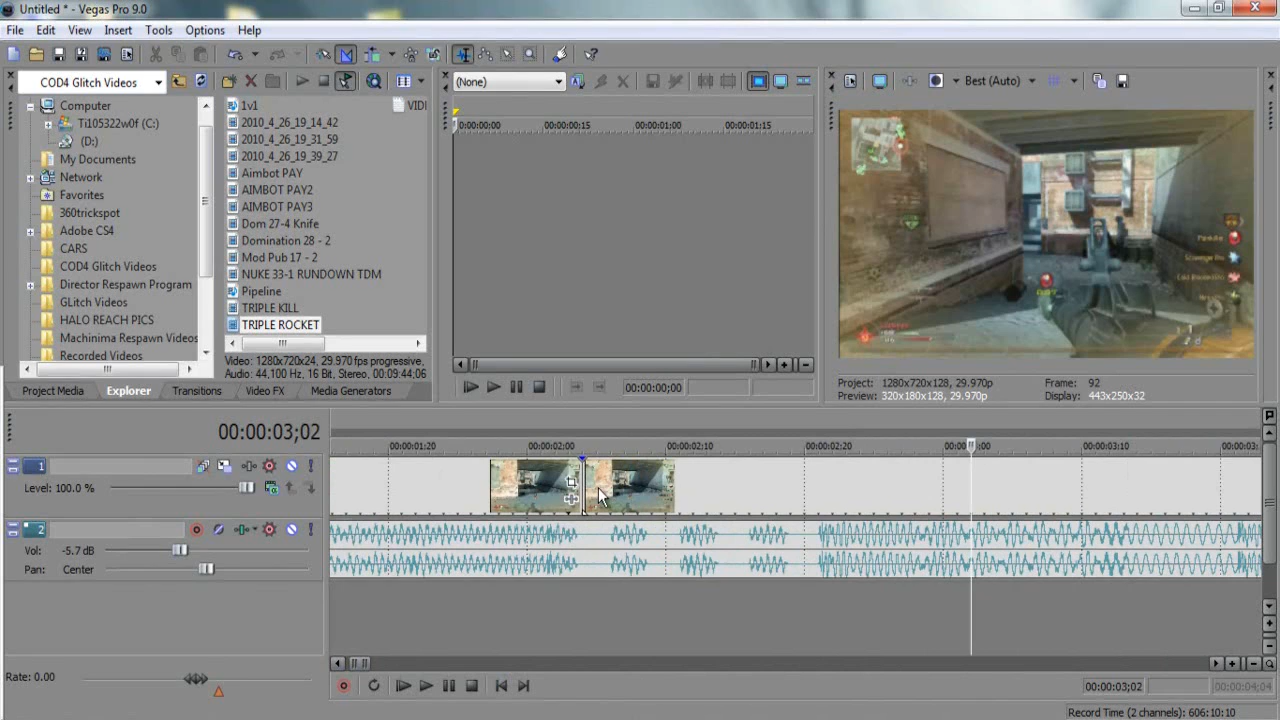 Untitled * - Vegas Pro 9.0
File Edit View Insert Tools Options Help
COD4 Glitch Videos
(None)
Best (Auto)
Computer
Ti105322w0f (C:)
(D:)
My Documents
Network
Favorites
360trickspot
Adobe CS4
CARS
COD4 Glitch Videos
Director Respawn Program
GLitch Videos
HALO REACH PICS
Machinima Respawn Videos
Recorded Videos
1v1
2010_4_26_19_14_42
2010_4_26_19_31_59
2010_4_26_19_39_27
Aimbot PAY
AIMBOT PAY2
AIMBOT PAY3
Dom 27-4 Knife
Domination 28 - 2
Mod Pub 17 - 2
NUKE 33-1 RUNDOWN TDM
Pipeline
TRIPLE KILL
TRIPLE ROCKET
VIDI
Video: 1280x720x24, 29.970 fps progressive,
Audio: 44,100 Hz, 16 Bit, Stereo, 00:09:44:06
Project Media Explorer Transitions Video FX Media Generators
0:00:00:00 00:00:00:15 00:00:01:00 00:00:01:15
00:00:00;00
Project: 1280x720x128, 29.970p Frame: 92
Preview: 320x180x128, 29.970p Display: 443x250x32
00:00:03;02
00:00:01:20 00:00:02:00 00:00:02:10 00:00:02:20 00:00:03:10 00:00:03:
1
Level: 100.0 %
2
Vol: -5.7 dB
Pan: Center
Rate: 0.00
00:00:03;02 00:00:04;04
Record Time (2 channels): 606:10:10